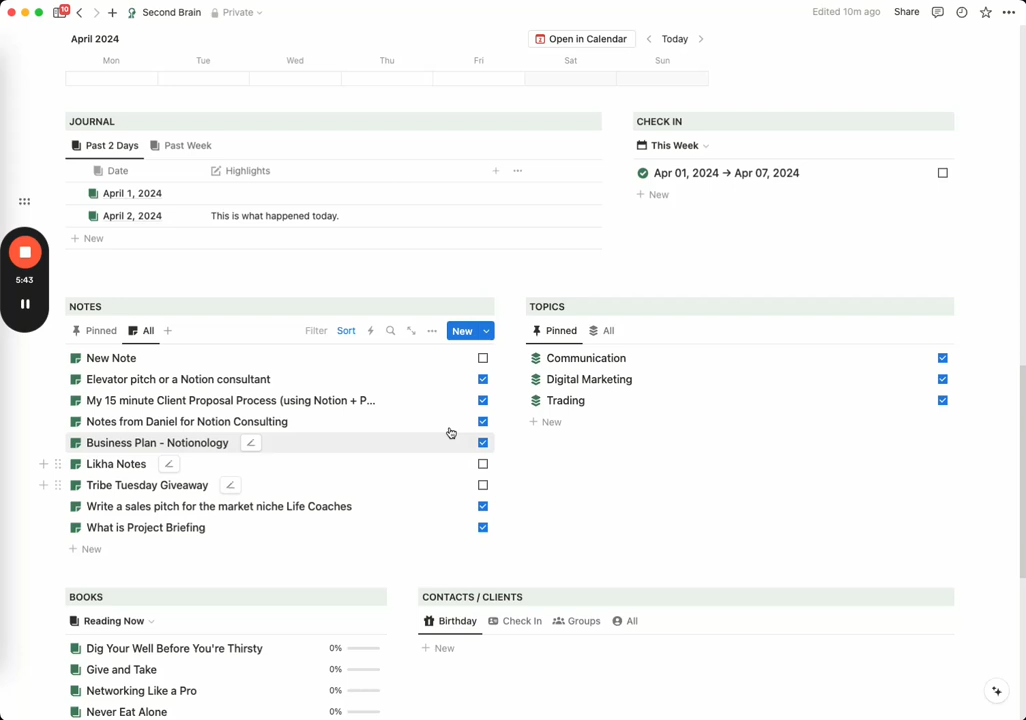 10 Second Brain Private Edited 10m ago Share
April 2024 Open in Calendar Today
Mon Tue Wed Thu Fri Sat Sun
JOURNAL
Past 2 Days Past Week
Date Highlights
April 1, 2024
April 2, 2024 This is what happened today.
New
CHECK IN
This Week
Apr 01, 2024 → Apr 07, 2024
New
5:43
NOTES
Pinned All Filter Sort New
New Note
Elevator pitch or a Notion consultant
My 15 minute Client Proposal Process (using Notion + P...
Notes from Daniel for Notion Consulting
Business Plan - Notionology
Likha Notes
Tribe Tuesday Giveaway
Write a sales pitch for the market niche Life Coaches
What is Project Briefing
New
TOPICS
Pinned All
Communication
Digital Marketing
Trading
New
BOOKS
Reading Now
Dig Your Well Before You're Thirsty 0%
Give and Take 0%
Networking Like a Pro 0%
Never Eat Alone 0%
CONTACTS / CLIENTS
Birthday Check In Groups All
New